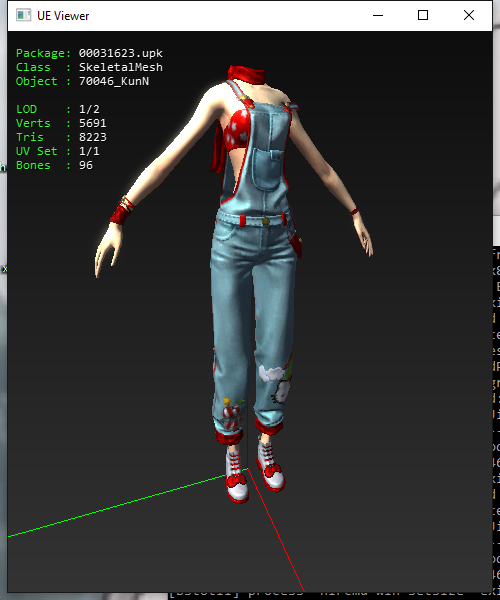 UE Viewer
Package: 00031623.upk
Class  : SkeletalMesh
Object : 70046_KunN
LOD    : 1/2
Verts  : 5691
Tris   : 8223
UV Set : 1/1
Bones  : 96